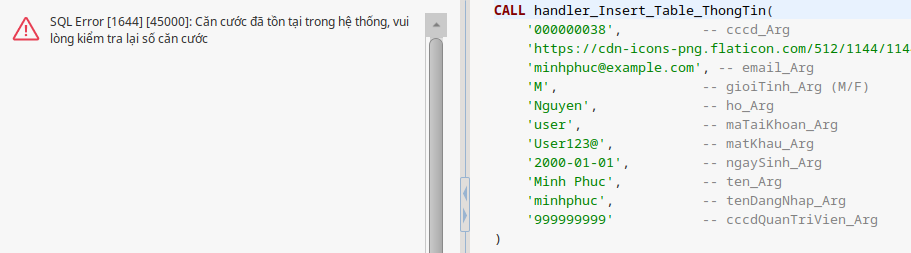 SQL Error [1644] [45000]: Căn cước đã tồn tại trong hệ thống, vui
lòng kiểm tra lại số căn cước
CALL handler_Insert_Table_ThongTin(
'000000038', -- cccd_Arg
'https://cdn-icons-png.flaticon.com/512/1144/114
'minhphuc@example.com', -- email_Arg
'M', -- gioiTinh_Arg (M/F)
'Nguyen', -- ho_Arg
'user', -- maTaiKhoan_Arg
'User123@', -- matKhau_Arg
'2000-01-01', -- ngaySinh_Arg
'Minh Phuc', -- ten_Arg
'minhphuc', -- tenDangNhap_Arg
'999999999' -- cccdQuanTriVien_Arg
)